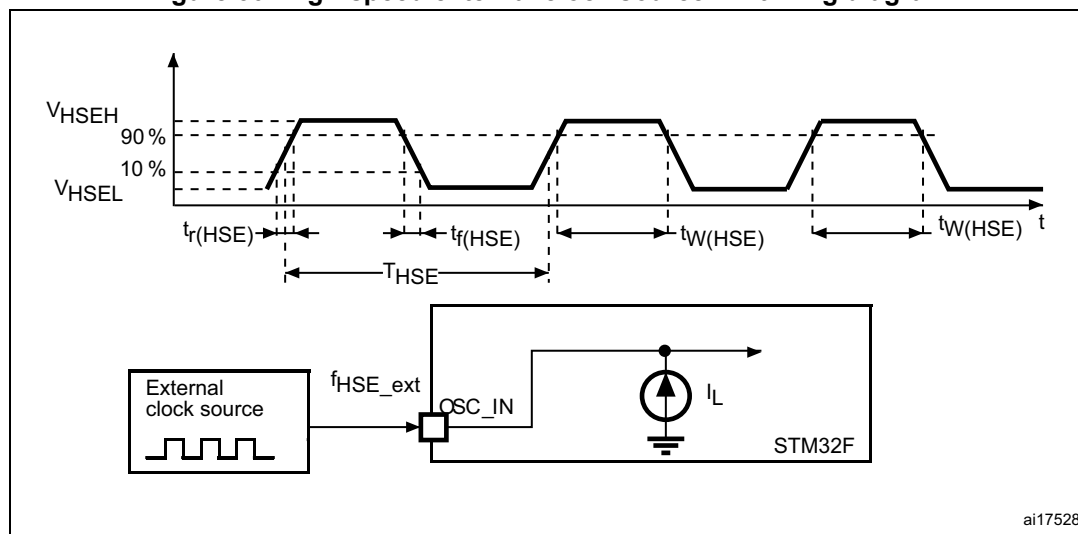 V_HSEH
90 %
10 %
V_HSEL
t_r(HSE)
t_f(HSE)
t_W(HSE)
t_W(HSE)
t
T_HSE
External
clock source
f_HSE_ext
OSC_IN
I_L
STM32F
ai17528